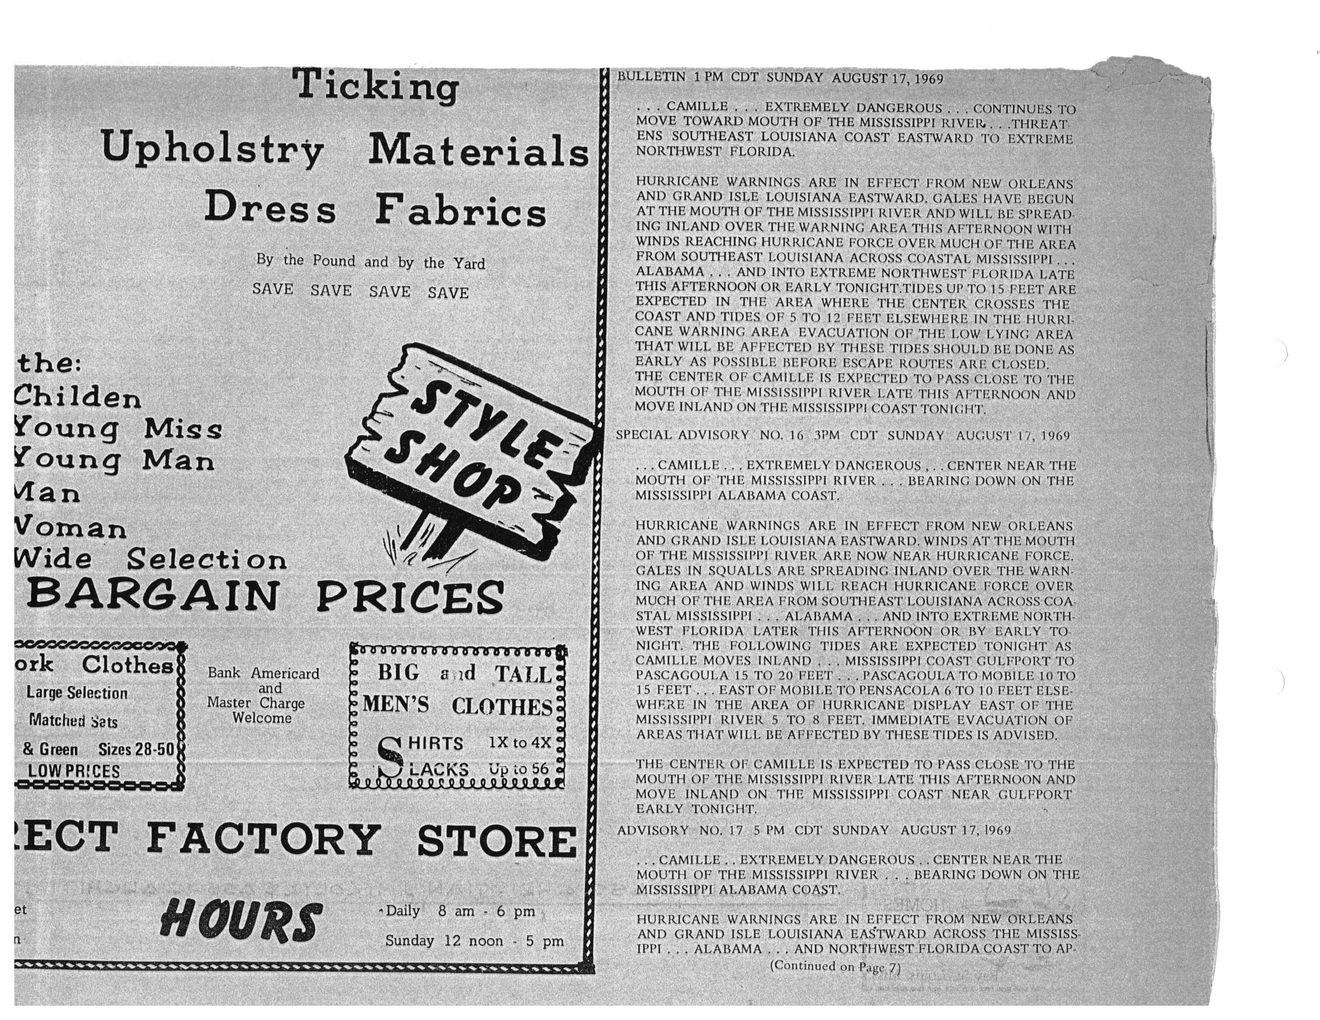 Ticking
Upholstry Materials
Dress Fabrics
By the Pound and by the Yard
SAVE SAVE SAVE SAVE
the:
Childen
Young Miss
Young Man
Man
Woman
Wide Selection
STYLE
SHOP
BARGAIN PRICES
ork Clothes
Large Selection
Matched Sets
& Green Sizes 28-50
LOW PRICES
Bank Americard
and
Master Charge
Welcome
BIG and TALL
MEN'S CLOTHES
SHIRTS 1X to 4X
SLACKS Up to 56
RECT FACTORY STORE
et
n
HOURS
Daily 8 am - 6 pm
Sunday 12 noon - 5 pm
BULLETIN 1 PM CDT SUNDAY AUGUST 17, 1969
. . . CAMILLE . . . EXTREMELY DANGEROUS . . . CONTINUES TO
MOVE TOWARD MOUTH OF THE MISSISSIPPI RIVER. . . .THREAT
ENS SOUTHEAST LOUISIANA COAST EASTWARD TO EXTREME
NORTHWEST FLORIDA.
HURRICANE WARNINGS ARE IN EFFECT FROM NEW ORLEANS
AND GRAND ISLE LOUISIANA EASTWARD. GALES HAVE BEGUN
AT THE MOUTH OF THE MISSISSIPPI RIVER AND WILL BE SPREAD-
ING INLAND OVER THE WARNING AREA THIS AFTERNOON WITH
WINDS REACHING HURRICANE FORCE OVER MUCH OF THE AREA
FROM SOUTHEAST LOUISIANA ACROSS COASTAL MISSISSIPPI . . .
ALABAMA . . . AND INTO EXTREME NORTHWEST FLORIDA LATE
THIS AFTERNOON OR EARLY TONIGHT.TIDES UP TO 15 FEET ARE
EXPECTED IN THE AREA WHERE THE CENTER CROSSES THE
COAST AND TIDES OF 5 TO 12 FEET ELSEWHERE IN THE HURRI-
CANE WARNING AREA EVACUATION OF THE LOW LYING AREA
THAT WILL BE AFFECTED BY THESE TIDES SHOULD BE DONE AS
EARLY AS POSSIBLE BEFORE ESCAPE ROUTES ARE CLOSED.
THE CENTER OF CAMILLE IS EXPECTED TO PASS CLOSE TO THE
MOUTH OF THE MISSISSIPPI RIVER LATE THIS AFTERNOON AND
MOVE INLAND ON THE MISSISSIPPI COAST TONIGHT.
SPECIAL ADVISORY NO. 16 3PM CDT SUNDAY AUGUST 17, 1969
. . . CAMILLE . . . EXTREMELY DANGEROUS . . . CENTER NEAR THE
MOUTH OF THE MISSISSIPPI RIVER . . . BEARING DOWN ON THE
MISSISSIPPI ALABAMA COAST.
HURRICANE WARNINGS ARE IN EFFECT FROM NEW ORLEANS
AND GRAND ISLE LOUISIANA EASTWARD. WINDS AT THE MOUTH
OF THE MISSISSIPPI RIVER ARE NOW NEAR HURRICANE FORCE.
GALES IN SQUALLS ARE SPREADING INLAND OVER THE WARN-
ING AREA AND WINDS WILL REACH HURRICANE FORCE OVER
MUCH OF THE AREA FROM SOUTHEAST LOUISIANA ACROSS COA-
STAL MISSISSIPPI . . . ALABAMA . . . AND INTO EXTREME NORTH-
WEST FLORIDA LATER THIS AFTERNOON OR BY EARLY TO-
NIGHT. THE FOLLOWING TIDES ARE EXPECTED TONIGHT AS
CAMILLE MOVES INLAND . . . MISSISSIPPI COAST GULFPORT TO
PASCAGOULA 15 TO 20 FEET . . . PASCAGOULA TO MOBILE 10 TO
15 FEET . . . EAST OF MOBILE TO PENSACOLA 6 TO 10 FEET ELSE-
WHERE IN THE AREA OF HURRICANE DISPLAY EAST OF THE
MISSISSIPPI RIVER 5 TO 8 FEET. IMMEDIATE EVACUATION OF
AREAS THAT WILL BE AFFECTED BY THESE TIDES IS ADVISED.
THE CENTER OF CAMILLE IS EXPECTED TO PASS CLOSE TO THE
MOUTH OF THE MISSISSIPPI RIVER LATE THIS AFTERNOON AND
MOVE INLAND ON THE MISSISSIPPI COAST NEAR GULFPORT
EARLY TONIGHT.
ADVISORY NO. 17 5 PM CDT SUNDAY AUGUST 17, 1969
. . . CAMILLE . . EXTREMELY DANGEROUS . . CENTER NEAR THE
MOUTH OF THE MISSISSIPPI RIVER . . . BEARING DOWN ON THE
MISSISSIPPI ALABAMA COAST.
HURRICANE WARNINGS ARE IN EFFECT FROM NEW ORLEANS
AND GRAND ISLE LOUISIANA EASTWARD ACROSS THE MISSISS-
IPPI . . . ALABAMA . . . AND NORTHWEST FLORIDA COAST TO AP-
(Continued on Page 7)